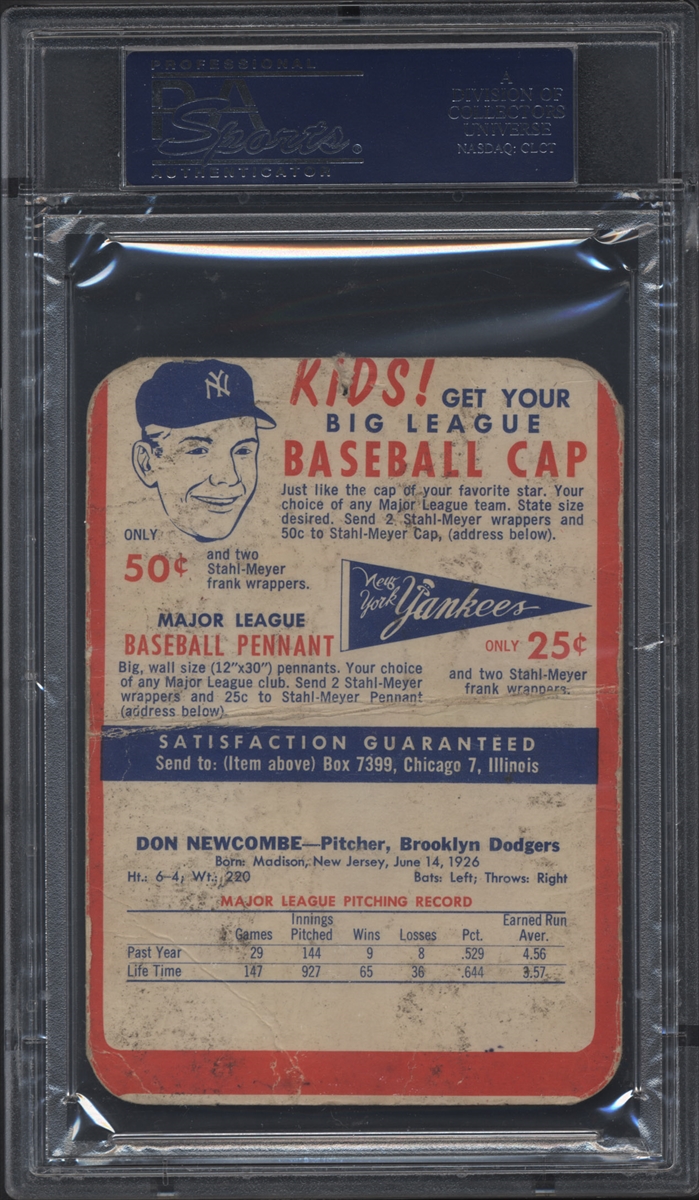 PROFESSIONAL
PSA
Sports
AUTHENTICATOR
A
DIVISION OF
COLLECTORS
UNIVERSE
NASDAQ: CLCT
NY
KIDS! GET YOUR
BIG LEAGUE
BASEBALL CAP
Just like the cap of your favorite star. Your
choice of any Major League team. State size
desired. Send 2 Stahl-Meyer wrappers and
50c to Stahl-Meyer Cap, (address below).
ONLY
50¢
and two
Stahl-Meyer
frank wrappers.
New
York Yankees
MAJOR LEAGUE
BASEBALL PENNANT
ONLY 25¢
Big, wall size (12"x30") pennants. Your choice
of any Major League club. Send 2 Stahl-Meyer
wrappers and 25c to Stahl-Meyer Pennant
(address below).
and two Stahl-Meyer
frank wrappers.
SATISFACTION GUARANTEED
Send to: (Item above) Box 7399, Chicago 7, Illinois
DON NEWCOMBE—Pitcher, Brooklyn Dodgers
Born: Madison, New Jersey, June 14, 1926
Ht.: 6-4; Wt.: 220 Bats: Left; Throws: Right
MAJOR LEAGUE PITCHING RECORD
Games Innings Pitched Wins Losses Pct. Earned Run Aver.
Past Year 29 144 9 8 .529 4.56
Life Time 147 927 65 36 .644 3.57